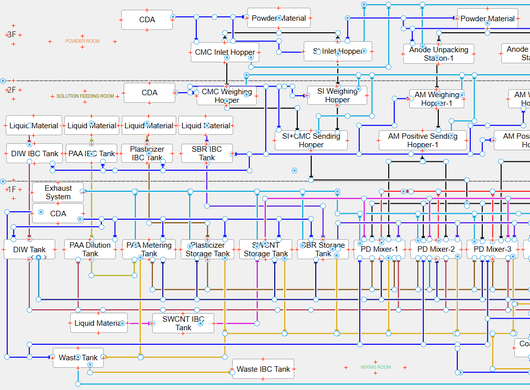 CDA
Powder Material
Powder Material
3F
POWDER ROOM
CMC Inlet Hopper
SI Inlet Hopper
Anode Unpacking
Station-1
Anode
2F
SOLUTION FEEDING ROOM
CDA
CMC Weighing
Hopper
SI Weighing
Hopper
AM Weighing
Hopper-1
AM W
Liquid Material
Liquid Material
Liquid Material
Liquid Material
SI+CMC Sending
Hopper
AM Positive Sending
Hopper-1
AM Pos
DIW IBC Tank
PAA IBC Tank
Plasticizer
IBC Tank
SBR IBC
Tank
1F
Exhaust
System
CDA
DIW Tank
PAA Dilution
Tank
PAA Metering
Tank
Plasticizer
Storage Tank
SWCNT
Storage Tank
SBR Storage
Tank
PD Mixer-1
PD Mixer-2
PD Mixer-3
Liquid Material
SWCNT IBC
Tank
Waste Tank
Waste IBC Tank
MIXING ROOM
Co